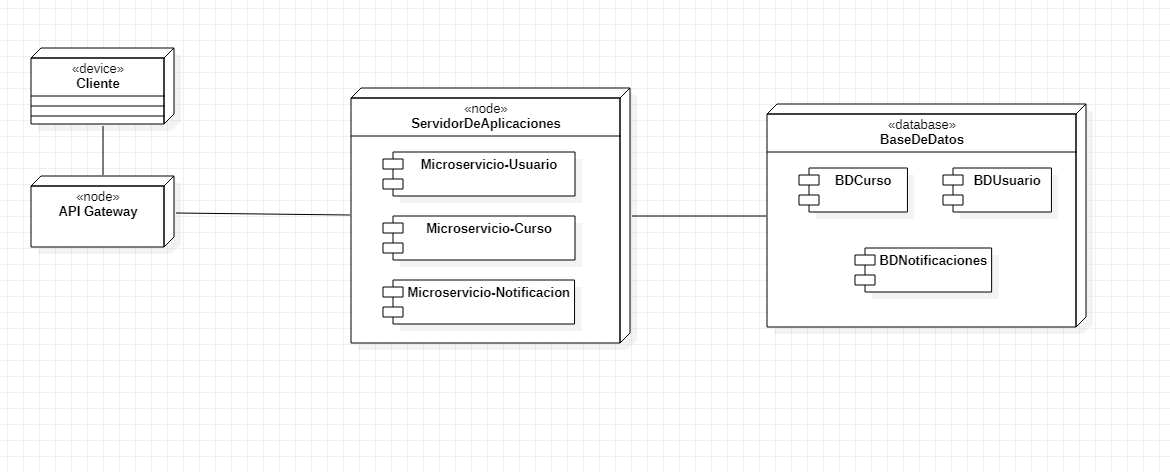 «device»
Cliente
«node»
API Gateway
«node»
ServidorDeAplicaciones
Microservicio-Usuario
Microservicio-Curso
Microservicio-Notificacion
«database»
BaseDeDatos
BDCurso
BDUsuario
BDNotificaciones